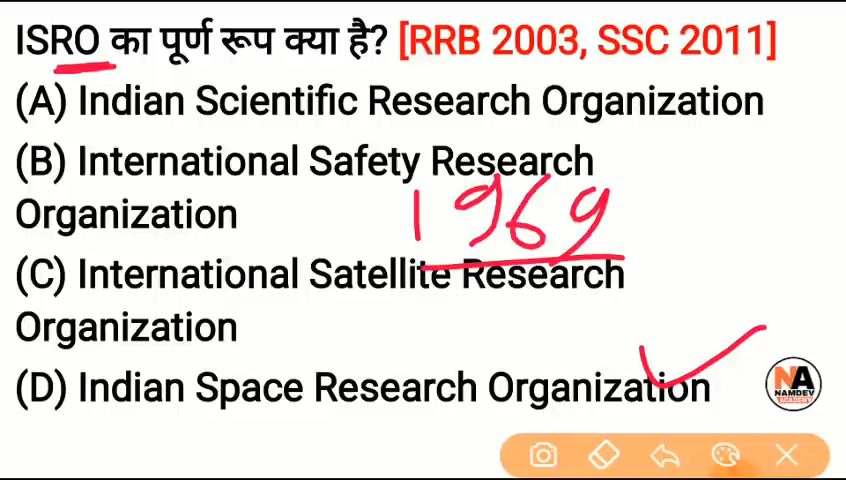 ISRO का पूर्ण रूप क्या है? [RRB 2003, SSC 2011]
(A) Indian Scientific Research Organization
(B) International Safety Research
Organization
1969
(C) International Satellite Research
Organization
(D) Indian Space Research Organization
NA
NAMDEV
ACADEMY